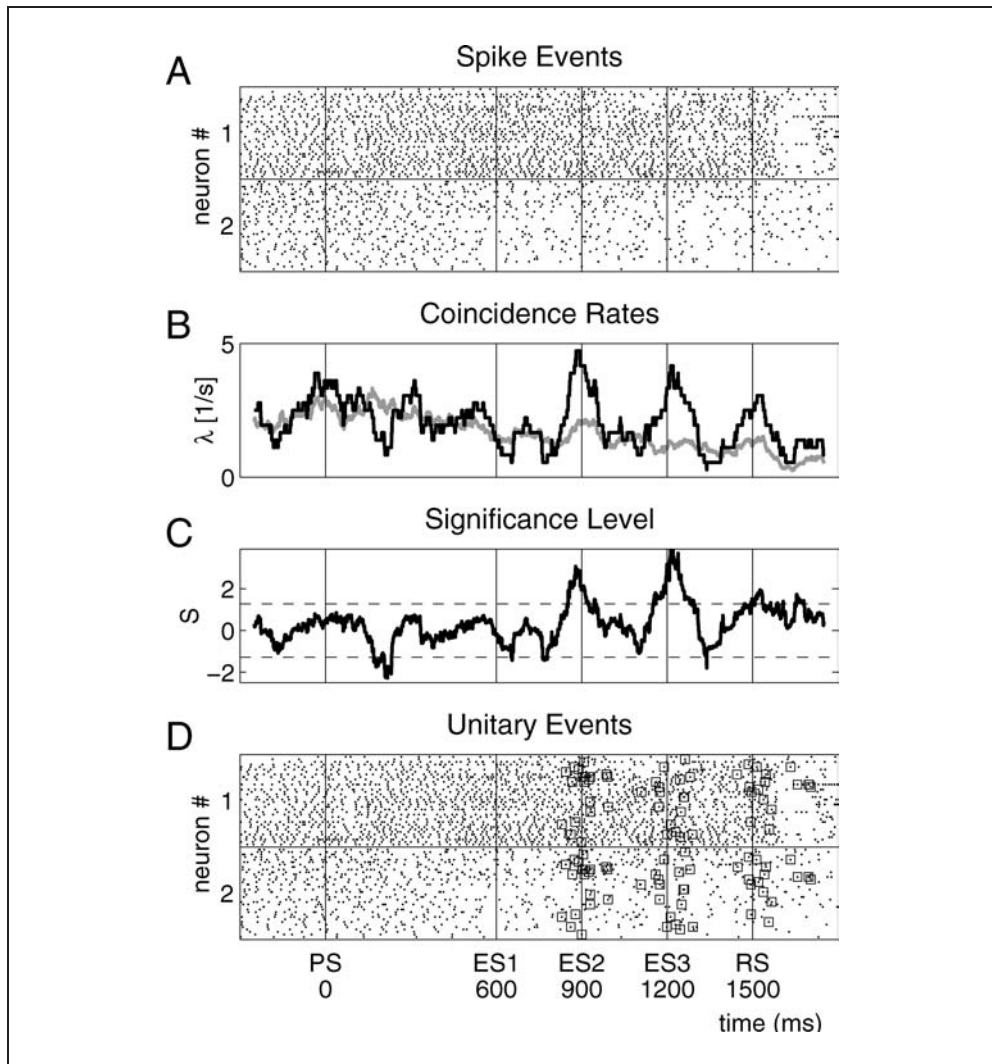 A
Spike Events
neuron #
1
2
B
Coincidence Rates
λ [1/s]
5
0
C
Significance Level
S
2
0
−2
D
Unitary Events
neuron #
1
2
PS ES1 ES2 ES3 RS
0 600 900 1200 1500
time (ms)